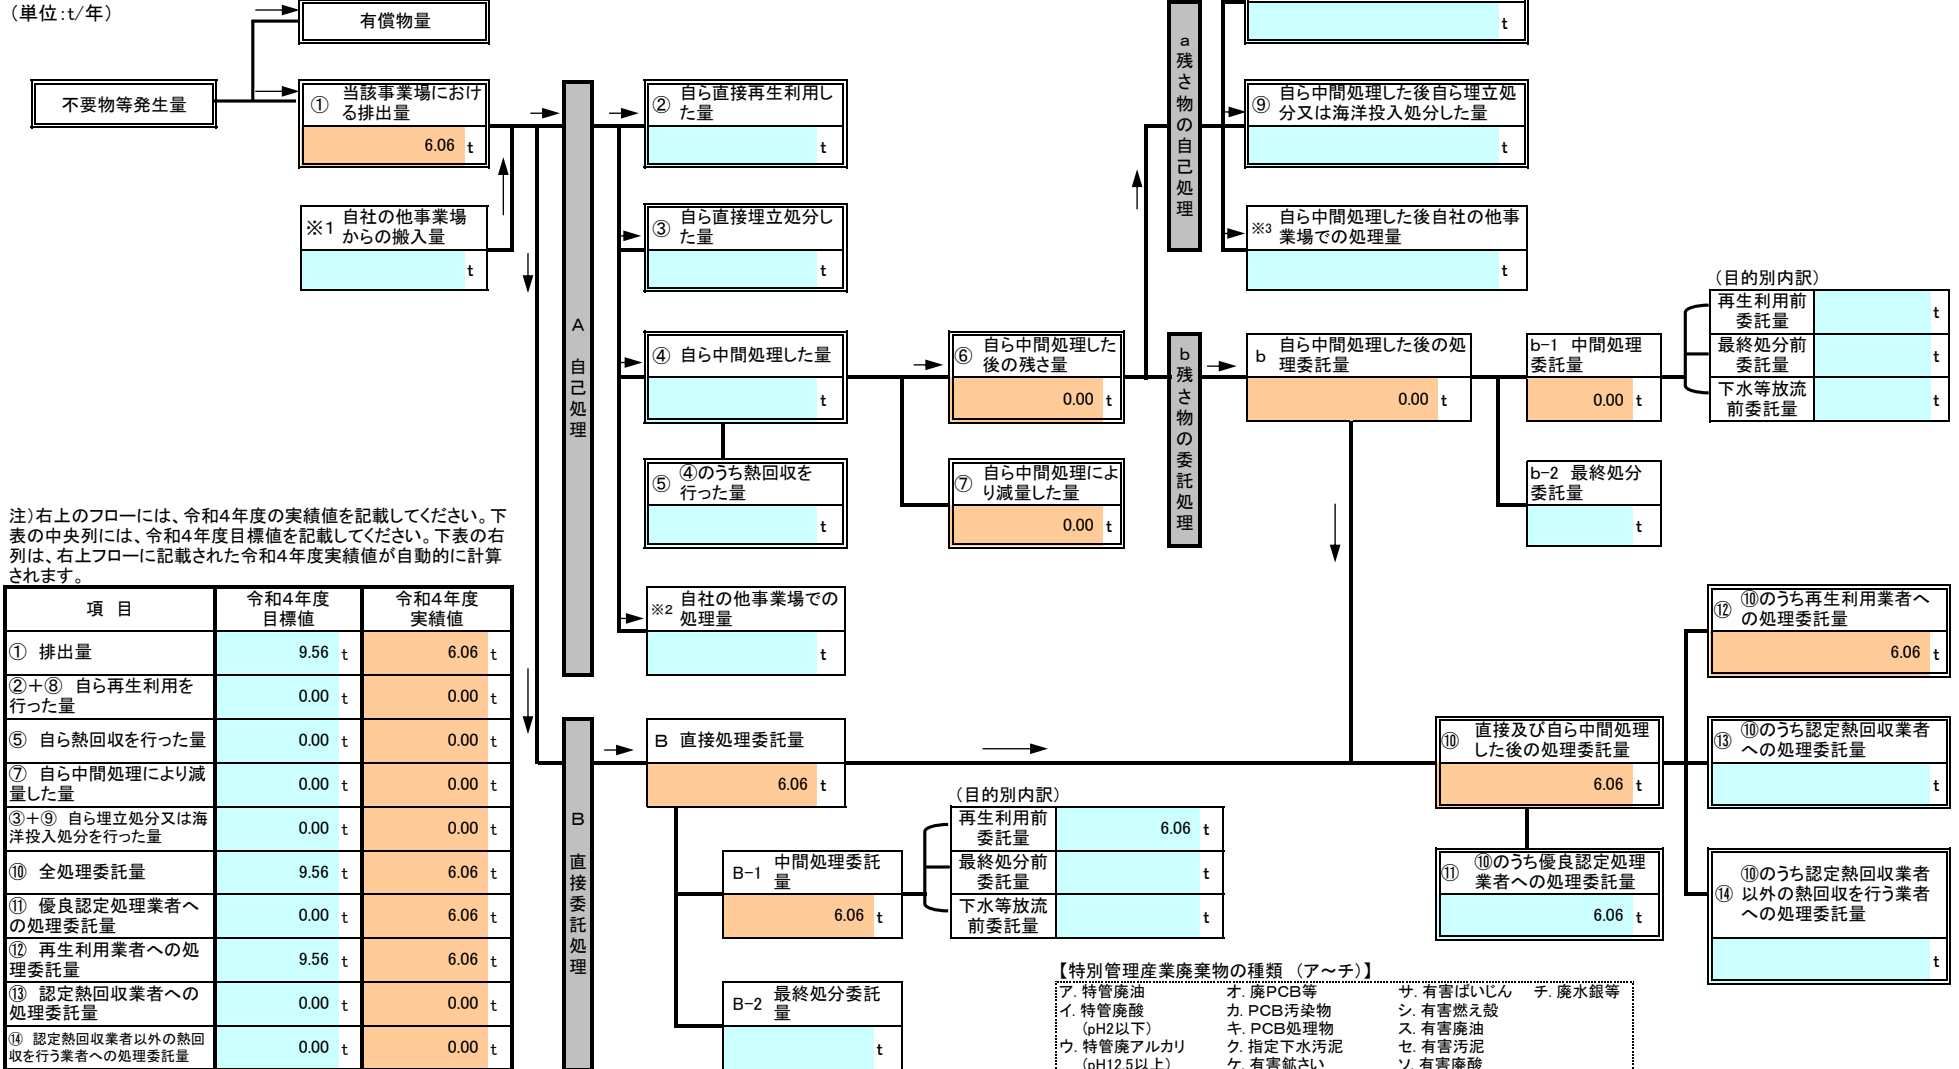 （単位：t/年）
有償物量
不要物等発生量
① 当該事業場におけ
る排出量
6.06 t
※1 自社の他事業場
からの搬入量
t
A 自己処理
② 自ら直接再生利用し
た量
t
③ 自ら直接埋立処分し
た量
t
④ 自ら中間処理した量
t
⑤ ④のうち熱回収を
行った量
t
※2 自社の他事業場での
処理量
t
⑥ 自ら中間処理した
後の残さ量
0.00 t
⑦ 自ら中間処理によ
り減量した量
0.00 t
a 残さ物の自己処理
t
⑨ 自ら中間処理した後自ら埋立処
分又は海洋投入処分した量
t
※3 自ら中間処理した後自社の他事
業場での処理量
t
b 残さ物の委託処理
b 自ら中間処理した後の処
理委託量
0.00 t
b-1 中間処理
委託量
0.00 t
b-2 最終処分
委託量
t
（目的別内訳）
再生利用前
委託量
t
最終処分前
委託量
t
下水等放流
前委託量
t
注）右上のフローには、令和4年度の実績値を記載してください。下
表の中央列には、令和4年度目標値を記載してください。下表の右
列は、右上フローに記載された令和4年度実績値が自動的に計算
されます。
項 目 令和4年度
目標値 令和4年度
実績値
① 排出量 9.56 t 6.06 t
②＋⑧ 自ら再生利用を
行った量 0.00 t 0.00 t
⑤ 自ら熱回収を行った量 0.00 t 0.00 t
⑦ 自ら中間処理により減
量した量 0.00 t 0.00 t
③＋⑨ 自ら埋立処分又は海
洋投入処分を行った量 0.00 t 0.00 t
⑩ 全処理委託量 9.56 t 6.06 t
⑪ 優良認定処理業者へ
の処理委託量 0.00 t 6.06 t
⑫ 再生利用業者への処
理委託量 9.56 t 6.06 t
⑬ 認定熱回収業者への
処理委託量 0.00 t 0.00 t
⑭ 認定熱回収業者以外の熱回
収を行う業者への処理委託量 0.00 t 0.00 t
B 直接委託処理
B 直接処理委託量
6.06 t
B-1 中間処理委託
量
6.06 t
B-2 最終処分委託
量
t
（目的別内訳）
再生利用前
委託量
6.06 t
最終処分前
委託量
t
下水等放流
前委託量
t
⑩ 直接及び自ら中間処理
した後の処理委託量
6.06 t
⑪ ⑩のうち優良認定処理
業者への処理委託量
6.06 t
⑫ ⑩のうち再生利用業者へ
の処理委託量
6.06 t
⑬ ⑩のうち認定熱回収業者
への処理委託量
t
⑭ ⑩のうち認定熱回収業者
以外の熱回収を行う業者
への処理委託量
t
【特別管理産業廃棄物の種類 （ア～チ）】
ア. 特管廃油 オ. 廃PCB等 サ. 有害ばいじん チ. 廃水銀等
イ. 特管廃酸 カ. PCB汚染物 シ. 有害燃え殻
（pH2以下） キ. PCB処理物 ス. 有害廃油
ウ. 特管廃アルカリ ク. 指定下水汚泥 セ. 有害汚泥
（pH12.5以上） ケ. 有害鉱さい ソ. 有害廃酸